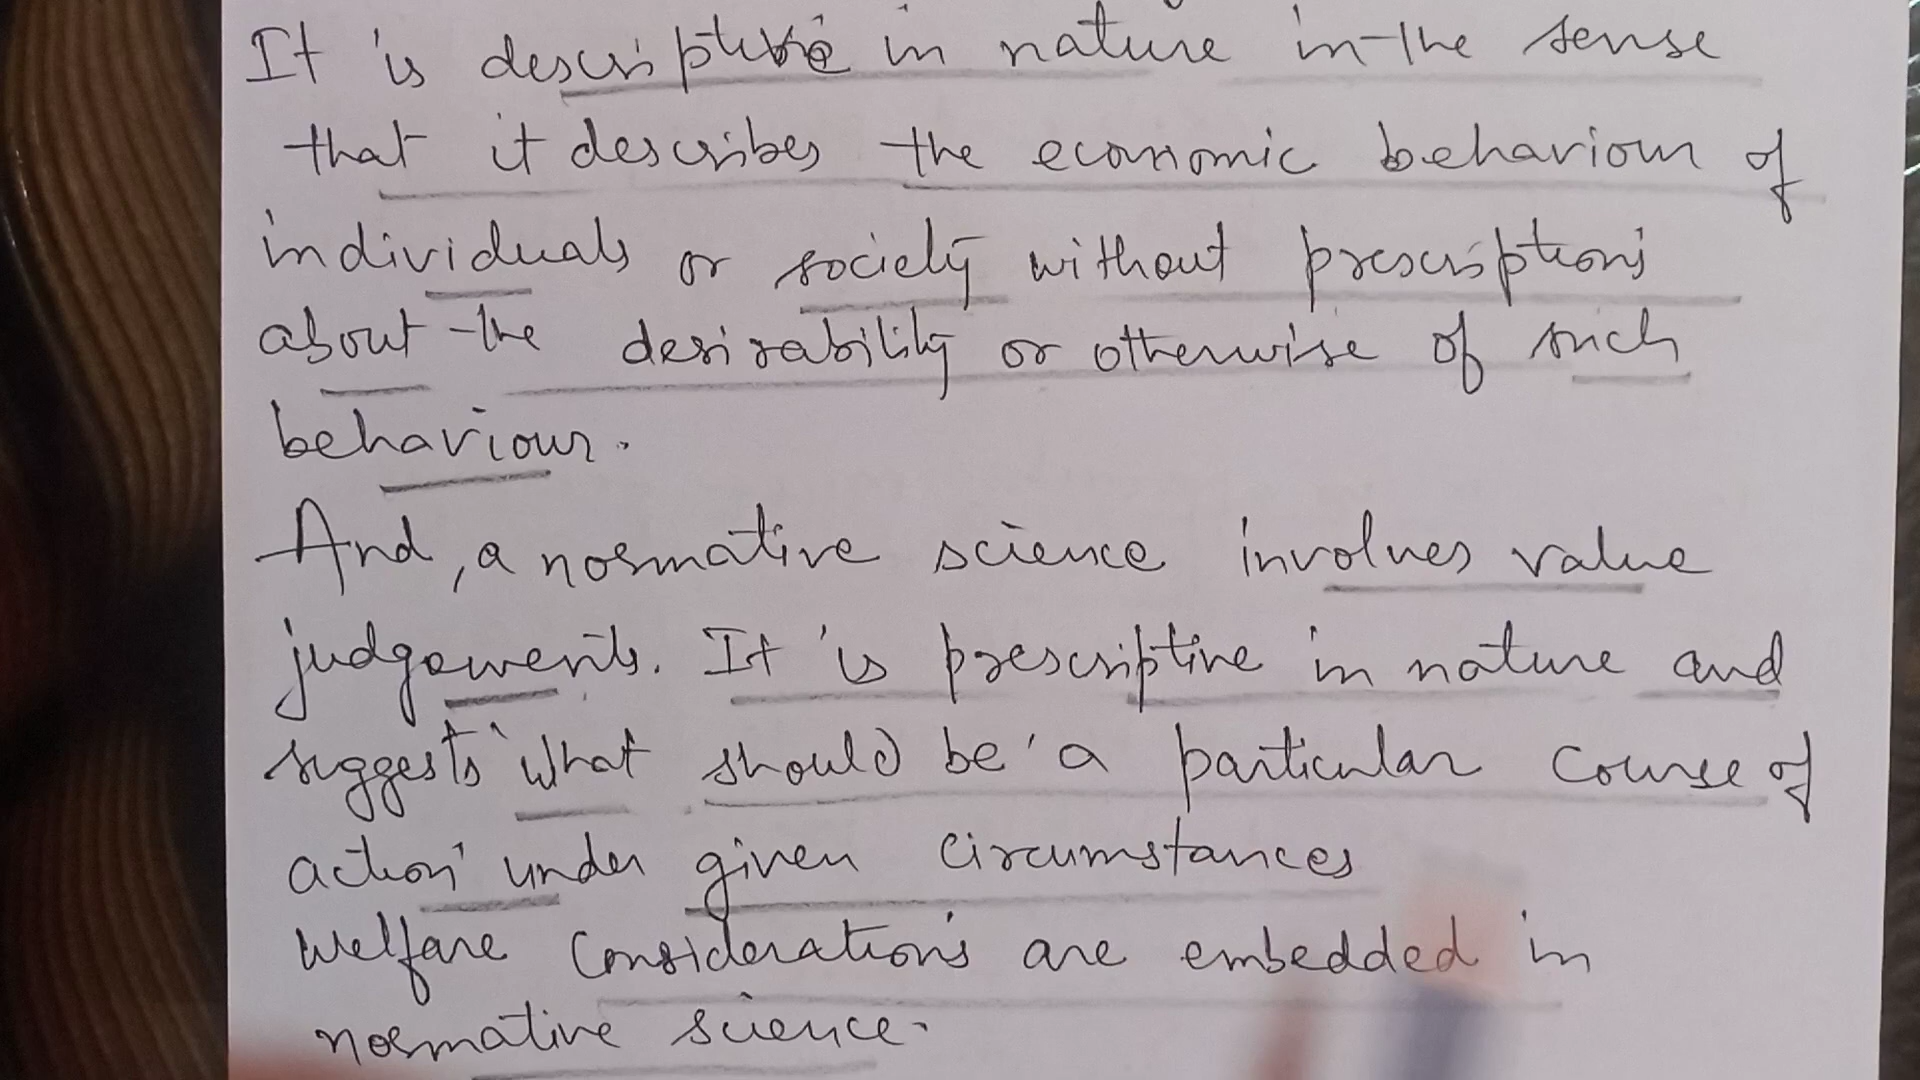 It is descriptive in nature in the sense
that it describes the economic behaviour of
individuals or society without prescriptions
about the desirability or otherwise of such
behaviour.
And, a normative science involves value
judgements. It is prescriptive in nature and
suggests 'what should be' a particular course of
action' under given circumstances
Welfare considerations are embedded in
normative science.